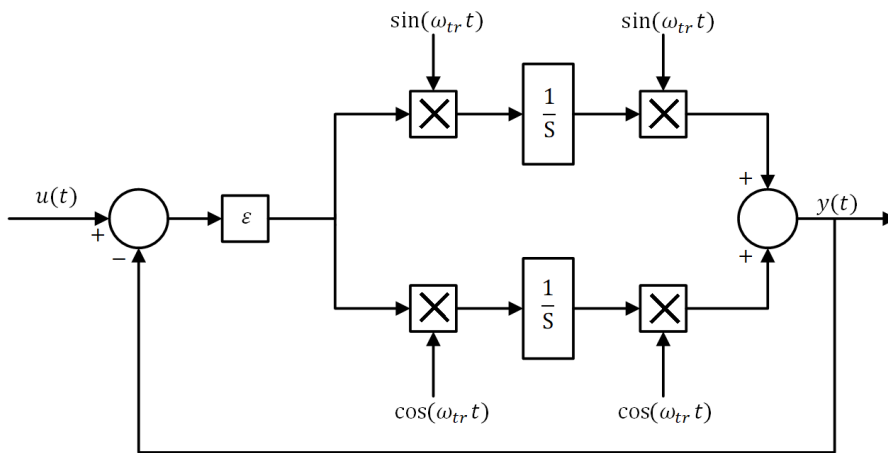 sin(ω_tr t) sin(ω_tr t)
× 1/S ×
u(t) + − ε + + y(t)
× 1/S ×
cos(ω_tr t) cos(ω_tr t)